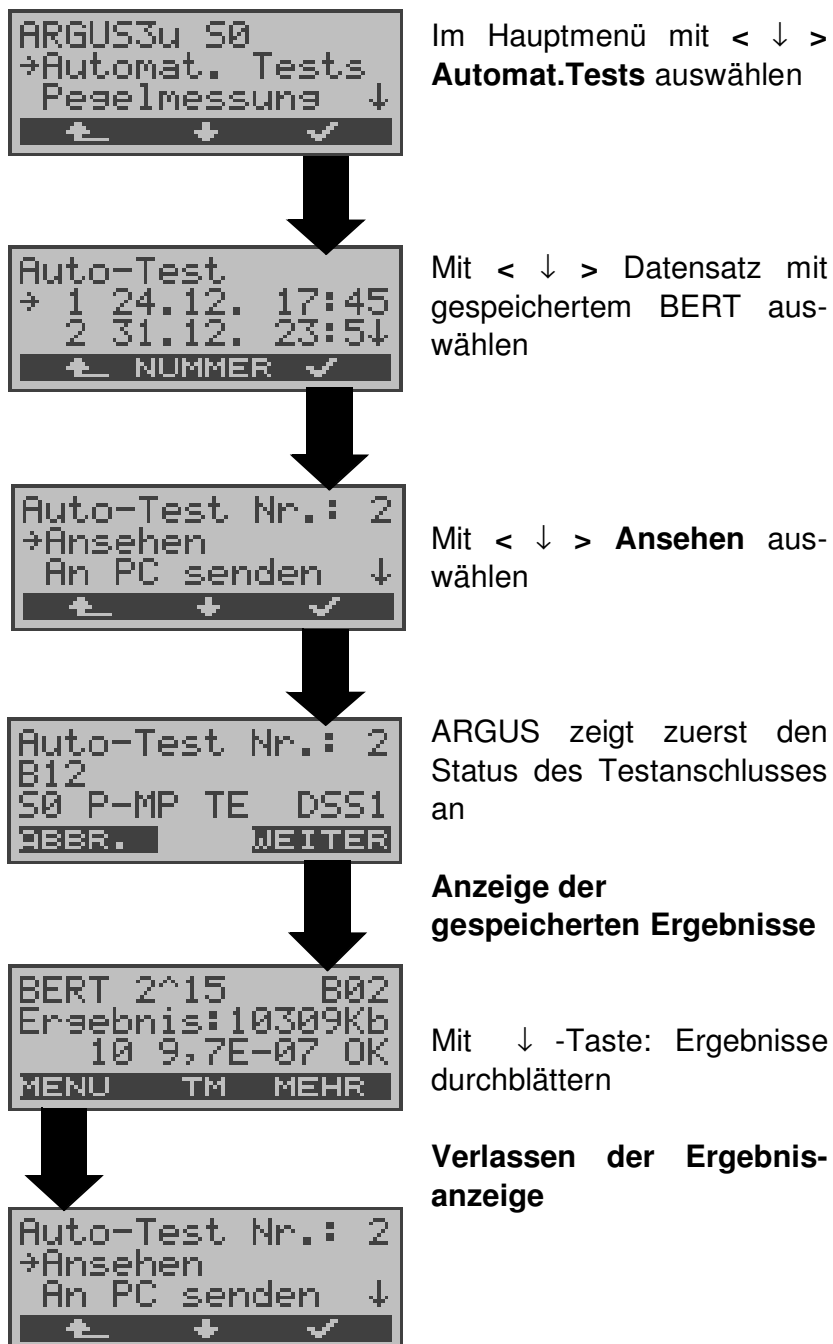 ARGUS3u S0
→Automat. Tests
Pegelmessung ↓
Im Hauptmenü mit < ↓ >
Automat.Tests auswählen
Auto-Test
→ 1 24.12. 17:45
2 31.12. 23:5↓
NUMMER ✓
Mit < ↓ > Datensatz mit
gespeichertem BERT aus-
wählen
Auto-Test Nr.: 2
→Ansehen
An PC senden ↓
Mit < ↓ > Ansehen aus-
wählen
Auto-Test Nr.: 2
B12
S0 P-MP TE DSS1
ABBR. WEITER
ARGUS zeigt zuerst den
Status des Testanschlusses
an
Anzeige der
gespeicherten Ergebnisse
BERT 2^15 B02
Ergebnis:10309Kb
10 9,7E-07 OK
MENU TM MEHR
Mit ↓ -Taste: Ergebnisse
durchblättern
Verlassen der Ergebnis-
anzeige
Auto-Test Nr.: 2
→Ansehen
An PC senden ↓